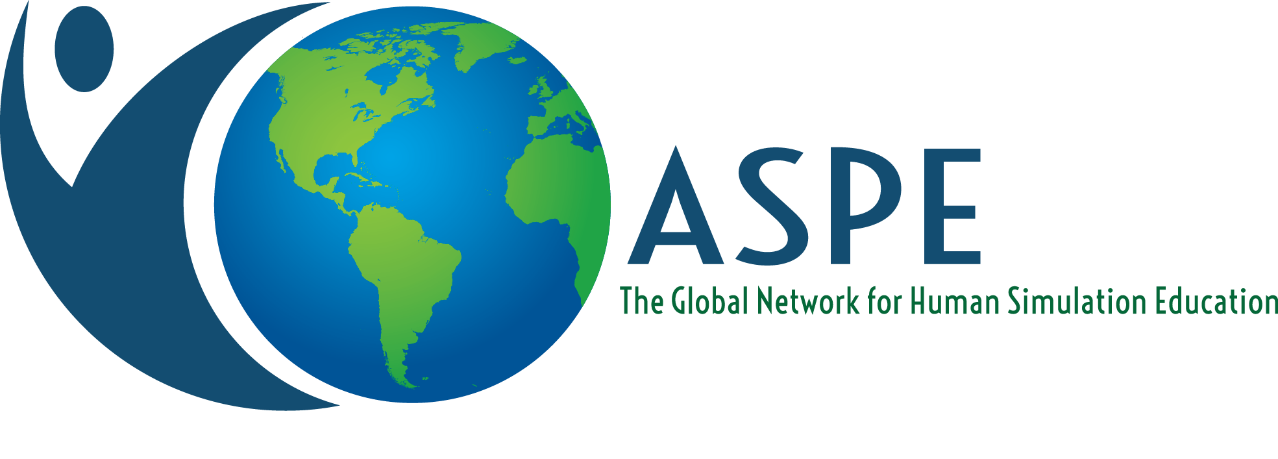 ASPE
The Global Network for Human Simulation Education